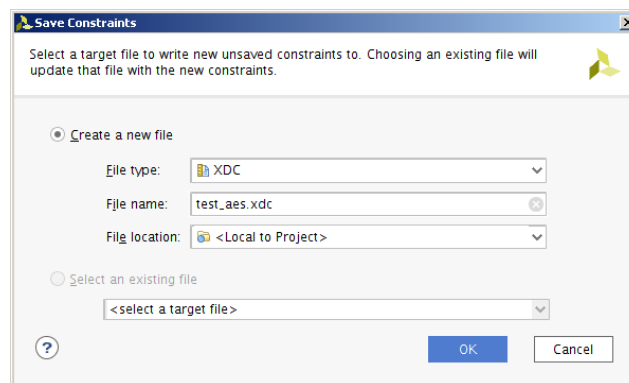 Save Constraints
Select a target file to write new unsaved constraints to. Choosing an existing file will
update that file with the new constraints.
Create a new file
File type: XDC
File name: test_aes.xdc
File location: <Local to Project>
Select an existing file
<select a target file>
? OK Cancel